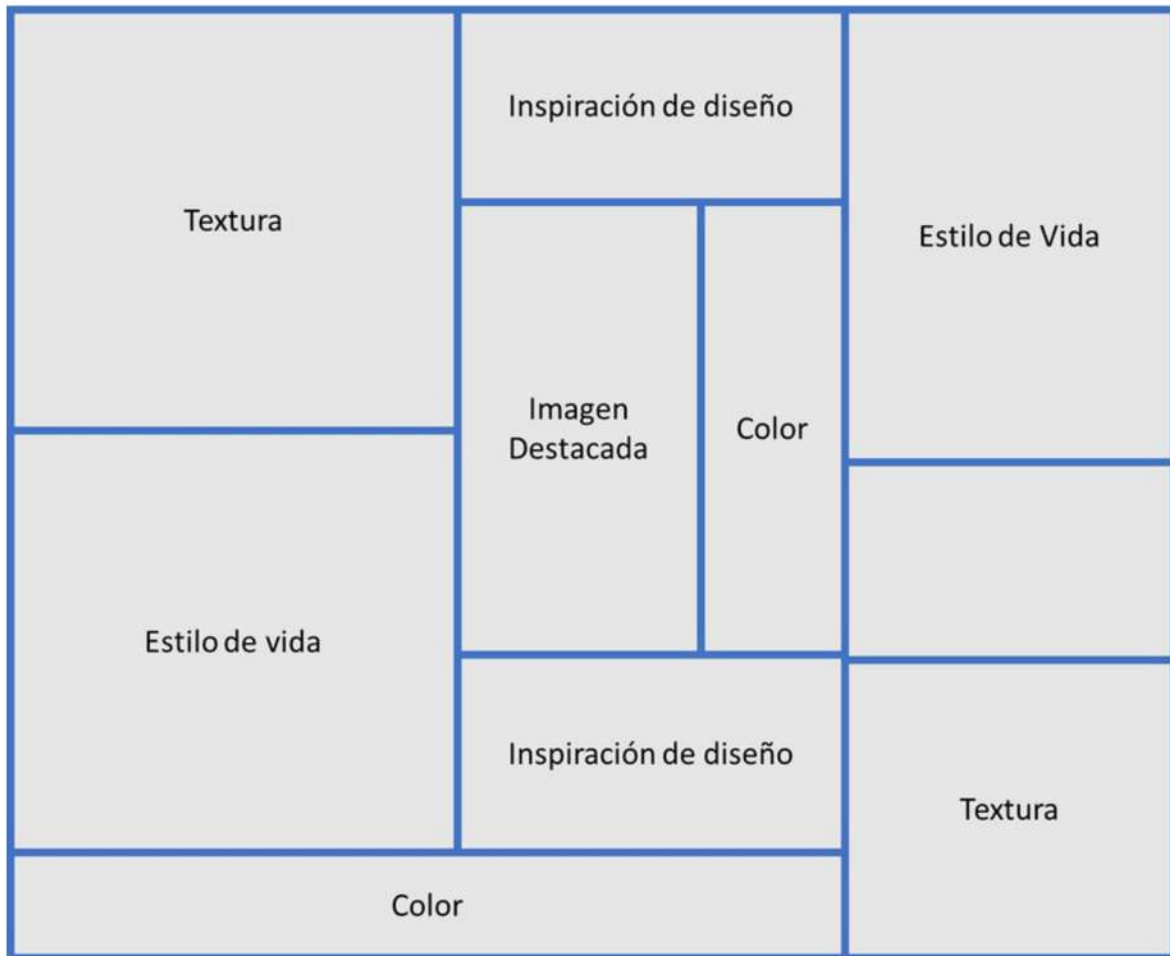 Inspiración de diseño
Textura
Estilo de Vida
Imagen
Destacada
Color
Estilo de vida
Inspiración de diseño
Textura
Color